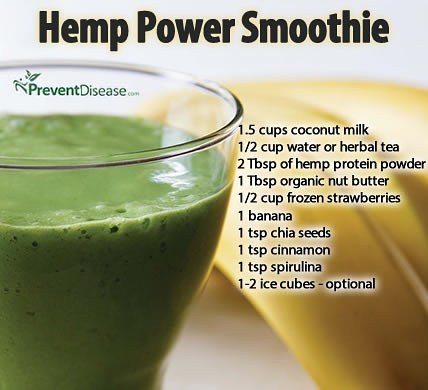 Hemp Power Smoothie
PreventDisease.com
1.5 cups coconut milk
1/2 cup water or herbal tea
2 Tbsp of hemp protein powder
1 Tbsp organic nut butter
1/2 cup frozen strawberries
1 banana
1 tsp chia seeds
1 tsp cinnamon
1 tsp spirulina
1-2 ice cubes - optional